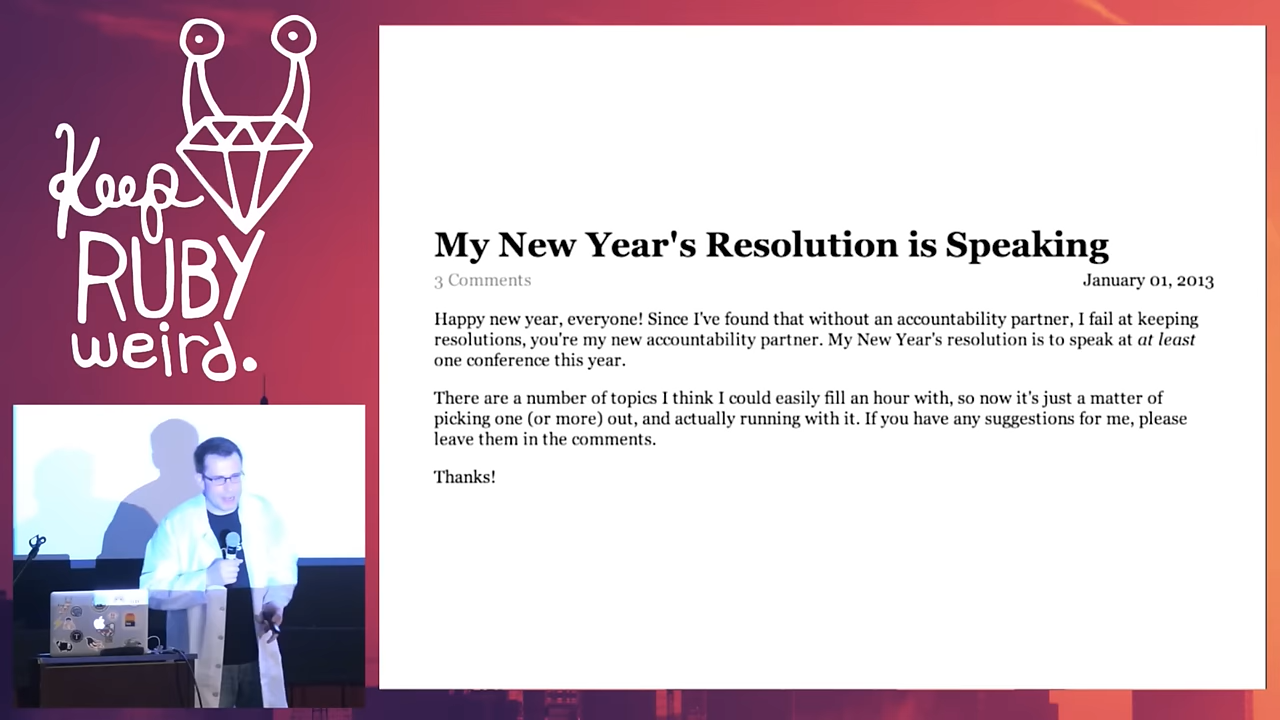 Keep
RUBY
weird.
My New Year's Resolution is Speaking
3 Comments
January 01, 2013
Happy new year, everyone! Since I've found that without an accountability partner, I fail at keeping
resolutions, you're my new accountability partner. My New Year's resolution is to speak at at least
one conference this year.
There are a number of topics I think I could easily fill an hour with, so now it's just a matter of
picking one (or more) out, and actually running with it. If you have any suggestions for me, please
leave them in the comments.
Thanks!